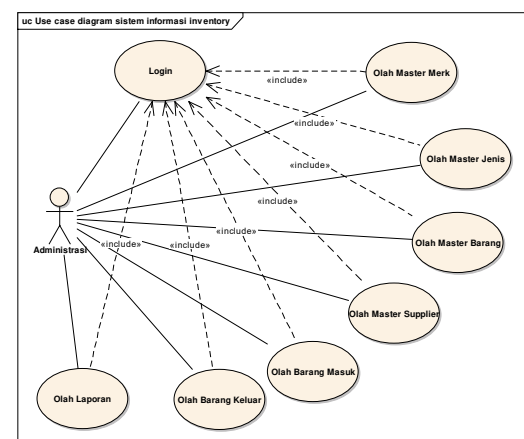 uc Use case diagram sistem informasi inventory
Login
Olah Master Merk
«include»
«include»
«include»
Olah Master Jenis
«include»
«include»
Olah Master Barang
Administrasi
«include»
«include»
Olah Master Supplier
Olah Barang Masuk
Olah Laporan
Olah Barang Keluar